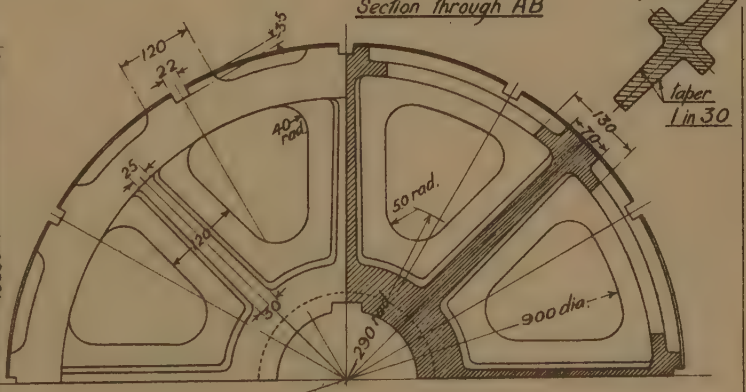 Section through AB
35
120
22
taper
1 in 30
130
70
40
rad.
25
50 rad.
120
30
290 rad.
900 dia.